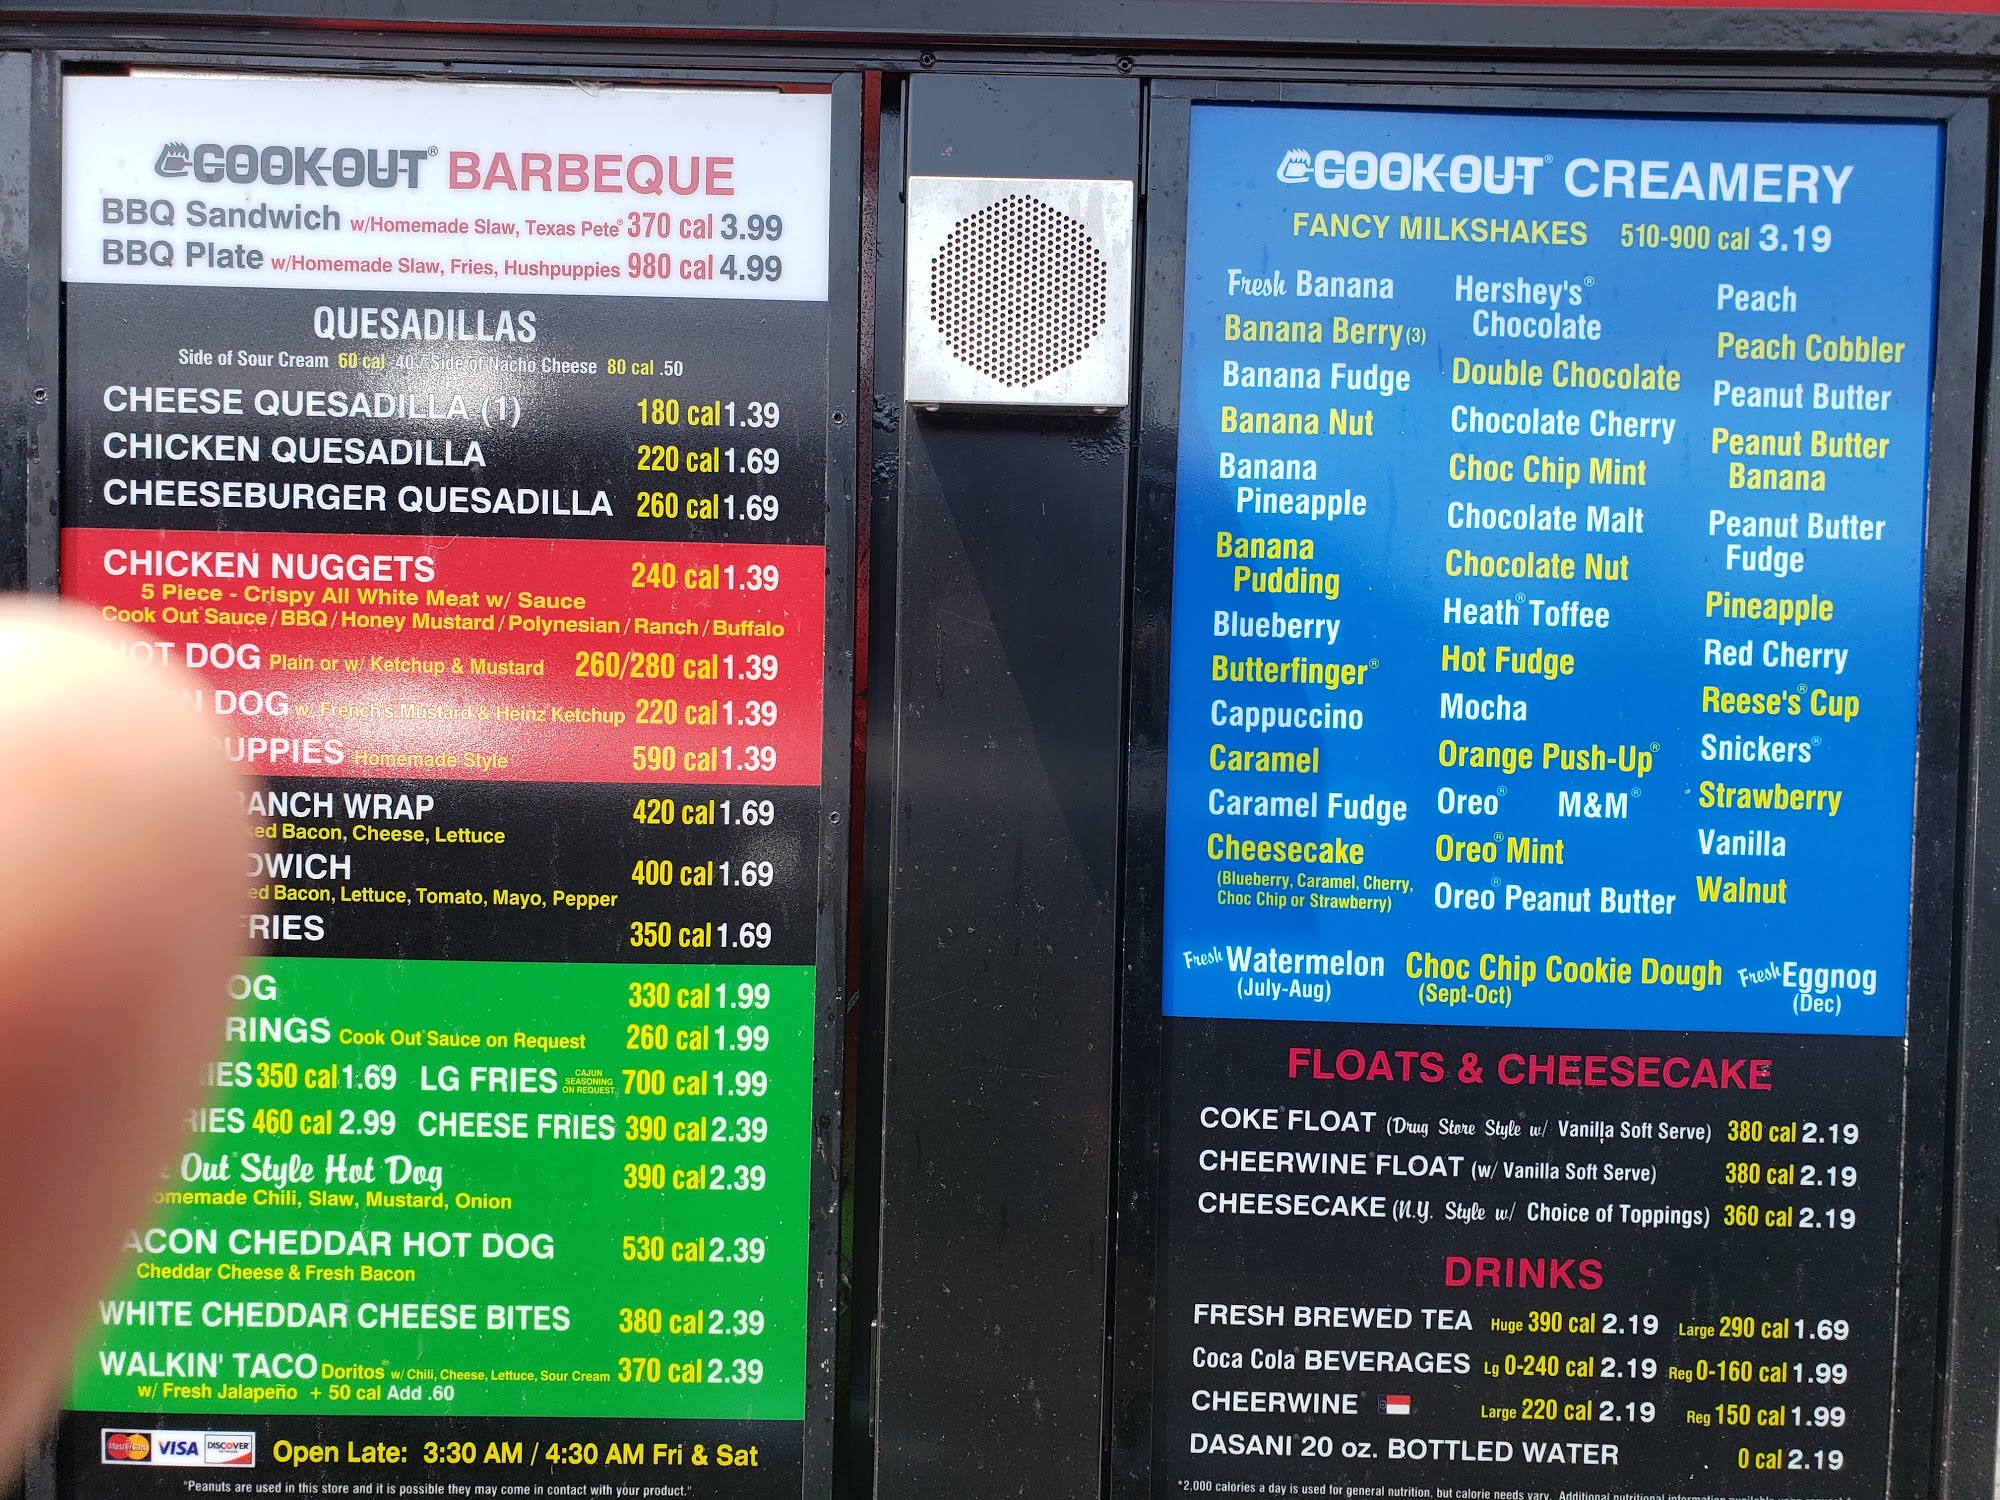 COOK-OUT® BARBEQUE
BBQ Sandwich w/Homemade Slaw, Texas Pete® 370 cal 3.99
BBQ Plate w/Homemade Slaw, Fries, Hushpuppies 980 cal 4.99
QUESADILLAS
Side of Sour Cream 60 cal .40 / Side of Nacho Cheese 80 cal .50
CHEESE QUESADILLA (1) 180 cal 1.39
CHICKEN QUESADILLA 220 cal 1.69
CHEESEBURGER QUESADILLA 260 cal 1.69
CHICKEN NUGGETS 240 cal 1.39
5 Piece - Crispy All White Meat w/ Sauce
Cook Out Sauce / BBQ / Honey Mustard / Polynesian / Ranch / Buffalo
HOT DOG Plain or w/ Ketchup & Mustard 260/280 cal 1.39
N DOG w/ French's Mustard & Heinz Ketchup 220 cal 1.39
UPPIES Homemade Style 590 cal 1.39
RANCH WRAP 420 cal 1.69
ked Bacon, Cheese, Lettuce
DWICH 400 cal 1.69
ed Bacon, Lettuce, Tomato, Mayo, Pepper
FRIES 350 cal 1.69
OG 330 cal 1.99
RINGS Cook Out Sauce on Request 260 cal 1.99
IES 350 cal 1.69 LG FRIES CAJUN SEASONING ON REQUEST 700 cal 1.99
RIES 460 cal 2.99 CHEESE FRIES 390 cal 2.39
Out Style Hot Dog 390 cal 2.39
omemade Chili, Slaw, Mustard, Onion
ACON CHEDDAR HOT DOG 530 cal 2.39
Cheddar Cheese & Fresh Bacon
WHITE CHEDDAR CHEESE BITES 380 cal 2.39
WALKIN' TACO Doritos® w/ Chili, Cheese, Lettuce, Sour Cream 370 cal 2.39
w/ Fresh Jalapeño + 50 cal Add .60
MasterCard VISA DISCOVER NETWORK Open Late: 3:30 AM / 4:30 AM Fri & Sat
"Peanuts are used in this store and it is possible they may come in contact with your product."
COOK-OUT® CREAMERY
FANCY MILKSHAKES 510-900 cal 3.19
Fresh Banana
Banana Berry (3)
Banana Fudge
Banana Nut
Banana
Pineapple
Banana
Pudding
Blueberry
Butterfinger®
Cappuccino
Caramel
Caramel Fudge
Cheesecake
(Blueberry, Caramel, Cherry,
Choc Chip or Strawberry)
Hershey's®
Chocolate
Double Chocolate
Chocolate Cherry
Choc Chip Mint
Chocolate Malt
Chocolate Nut
Heath® Toffee
Hot Fudge
Mocha
Orange Push-Up®
Oreo® M&M®
Oreo® Mint
Oreo® Peanut Butter
Peach
Peach Cobbler
Peanut Butter
Peanut Butter
Banana
Peanut Butter
Fudge
Pineapple
Red Cherry
Reese's® Cup
Snickers®
Strawberry
Vanilla
Walnut
Fresh Watermelon Choc Chip Cookie Dough Fresh Eggnog
(July-Aug) (Sept-Oct) (Dec)
FLOATS & CHEESECAKE
COKE® FLOAT (Drug Store Style w/ Vanilla Soft Serve) 380 cal 2.19
CHEERWINE® FLOAT (w/ Vanilla Soft Serve) 380 cal 2.19
CHEESECAKE (N.Y. Style w/ Choice of Toppings) 360 cal 2.19
DRINKS
FRESH BREWED TEA Huge 390 cal 2.19 Large 290 cal 1.69
Coca Cola® BEVERAGES Lg 0-240 cal 2.19 Reg 0-160 cal 1.99
CHEERWINE® Large 220 cal 2.19 Reg 150 cal 1.99
DASANI® 20 oz. BOTTLED WATER 0 cal 2.19
*2,000 calories a day is used for general nutrition, but calorie needs vary. Additional nutritional information available upon request